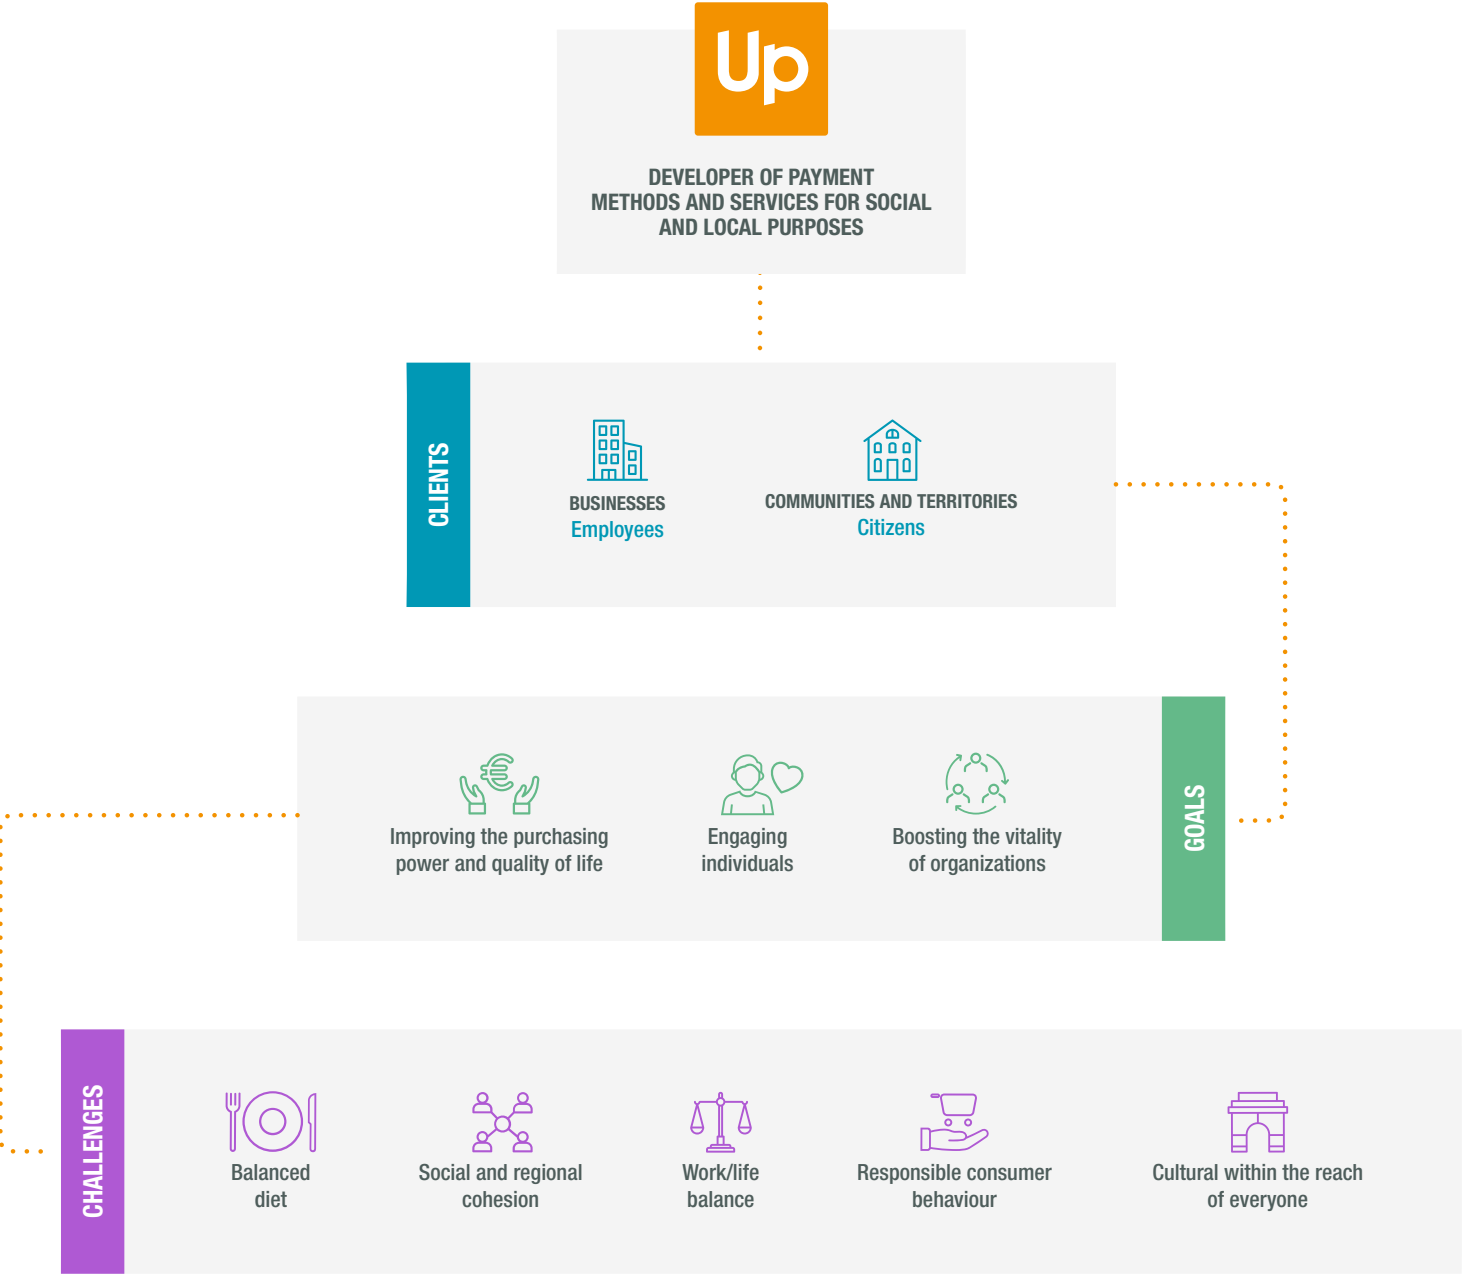 Up
DEVELOPER OF PAYMENT
METHODS AND SERVICES FOR SOCIAL
AND LOCAL PURPOSES
CLIENTS
BUSINESSES
Employees
COMMUNITIES AND TERRITORIES
Citizens
GOALS
Improving the purchasing
power and quality of life
Engaging
individuals
Boosting the vitality
of organizations
CHALLENGES
Balanced
diet
Social and regional
cohesion
Work/life
balance
Responsible consumer
behaviour
Cultural within the reach
of everyone